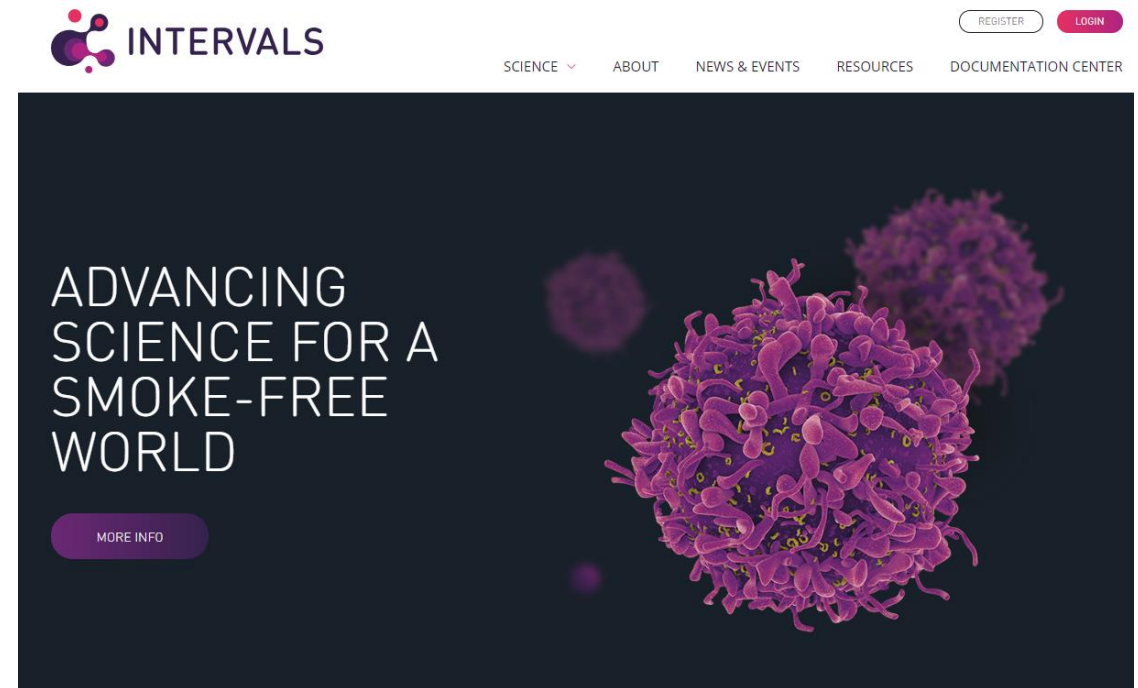 INTERVALS
REGISTER
LOGIN
SCIENCE
ABOUT
NEWS & EVENTS
RESOURCES
DOCUMENTATION CENTER
ADVANCING
SCIENCE FOR A
SMOKE-FREE
WORLD
MORE INFO